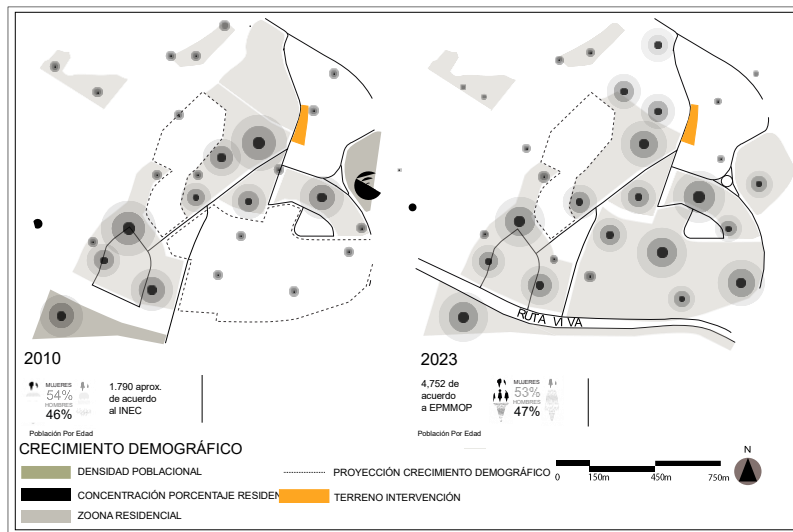 RUTA VIVA
2010
MUJERES
54%
HOMBRES
46%
1.790 aprox.
de acuerdo
al INEC
Población Por Edad
2023
4,752 de
acuerdo
a EPMMOP
MUJERES
53%
HOMBRES
47%
Población Por Edad
CRECIMIENTO DEMOGRÁFICO
DENSIDAD POBLACIONAL
CONCENTRACIÓN PORCENTAJE RESIDEN
ZOONA RESIDENCIAL
PROYECCIÓN CRECIMIENTO DEMOGRÁFICO
TERRENO INTERVENCIÓN
0 150m 450m 750m
N